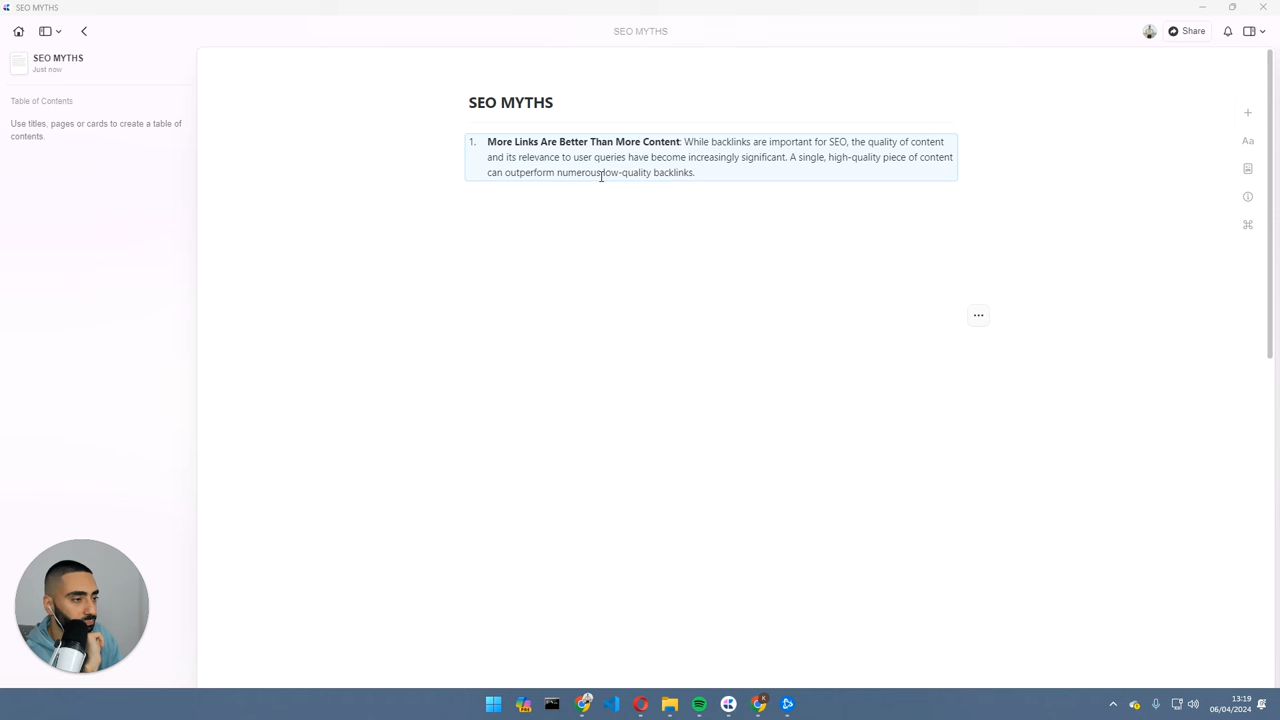 SEO MYTHS
SEO MYTHS
Share
SEO MYTHS
Just now
Table of Contents
Use titles, pages or cards to create a table of
contents.
SEO MYTHS
1. More Links Are Better Than More Content: While backlinks are important for SEO, the quality of content
and its relevance to user queries have become increasingly significant. A single, high-quality piece of content
can outperform numerous low-quality backlinks.
Aa
PRE
K
13:19
06/04/2024